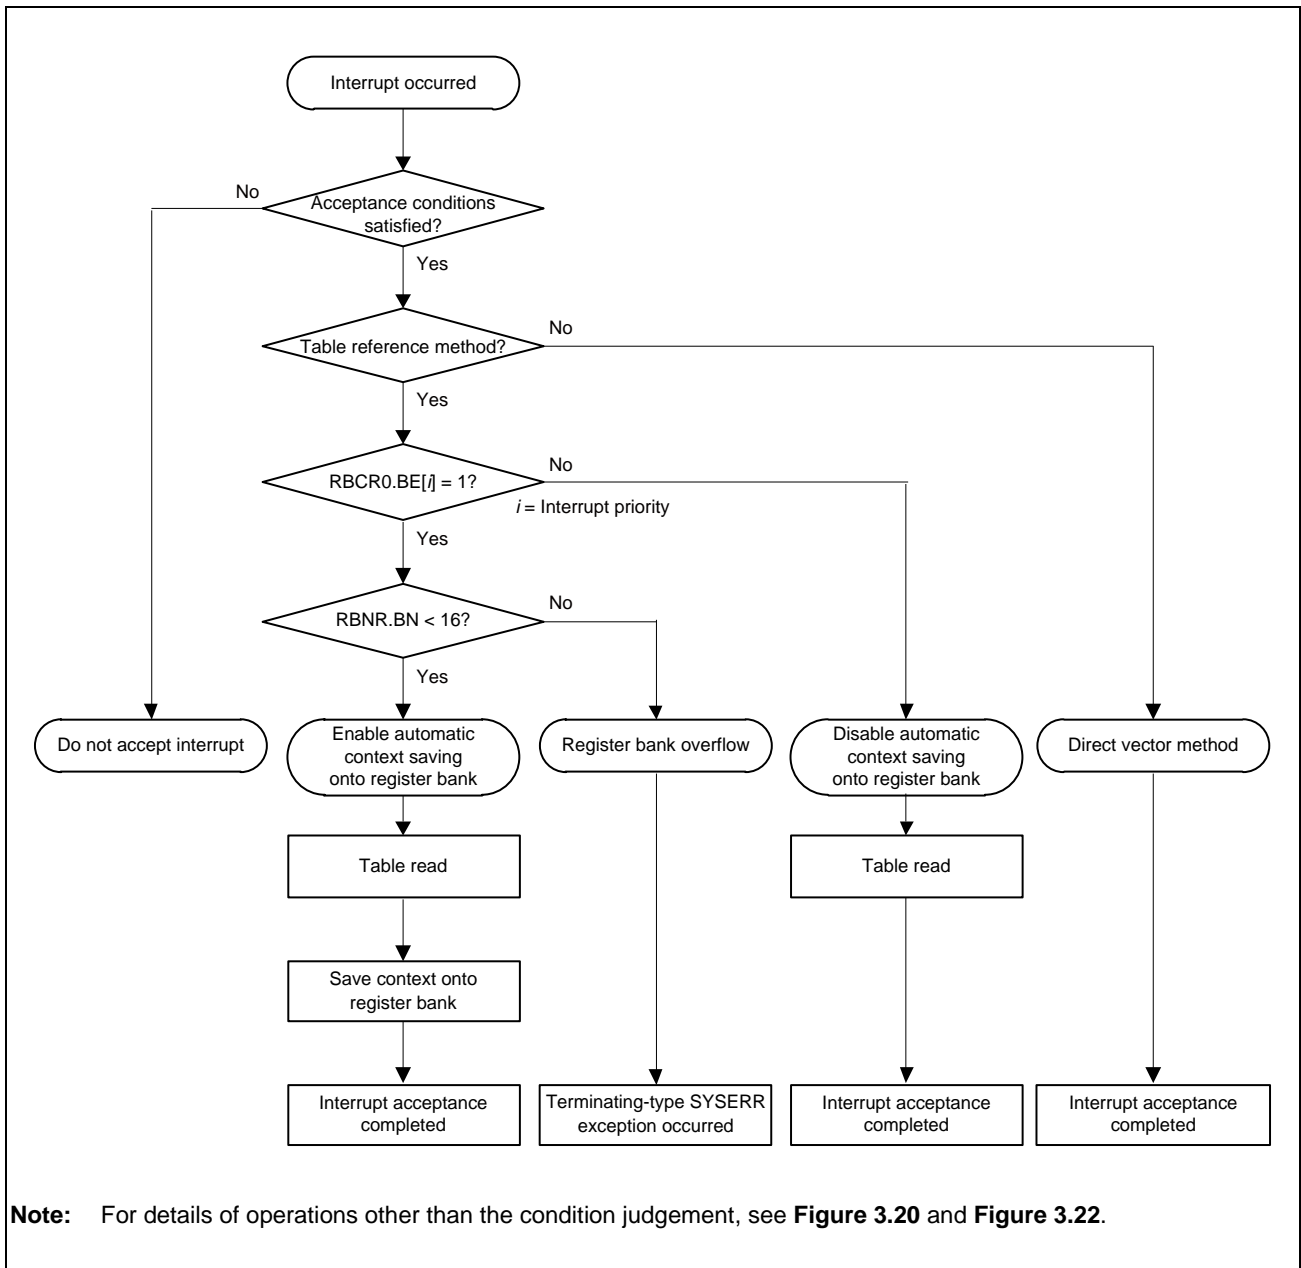 Interrupt occurred
No
Acceptance conditions
satisfied?
Yes
No
Table reference method?
Yes
No
RBCR0.BE[i] = 1?
i = Interrupt priority
Yes
No
RBNR.BN < 16?
Yes
Do not accept interrupt
Enable automatic
context saving
onto register bank
Register bank overflow
Disable automatic
context saving
onto register bank
Direct vector method
Table read
Table read
Save context onto
register bank
Interrupt acceptance
completed
Terminating-type SYSERR
exception occurred
Interrupt acceptance
completed
Interrupt acceptance
completed
Note: For details of operations other than the condition judgement, see Figure 3.20 and Figure 3.22.